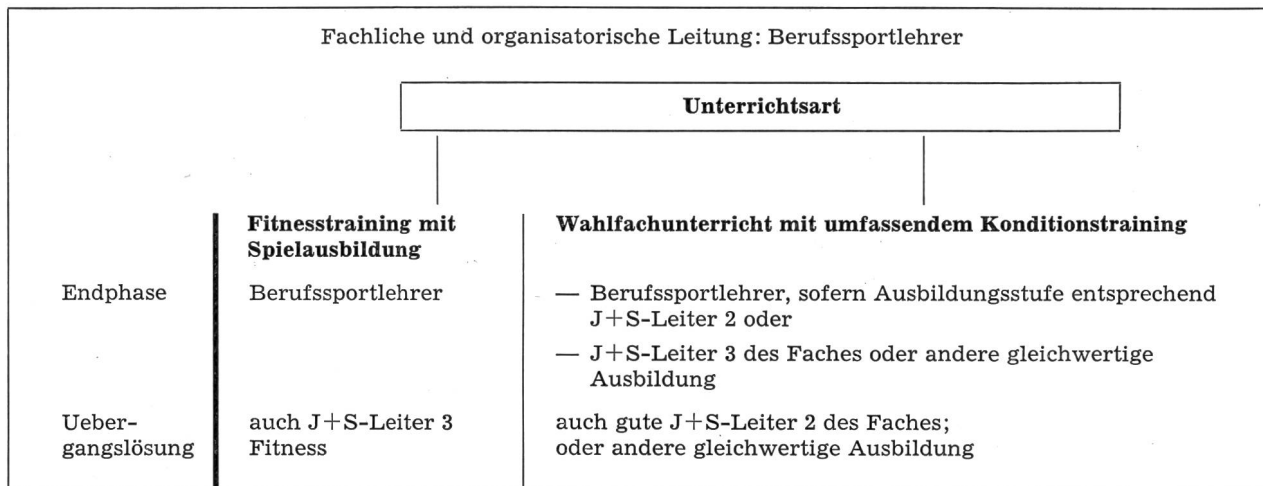 Fachliche und organisatorische Leitung: Berufssportlehrer
Unterrichtsart
Fitnesstraining mit
Spielausbildung
Wahlfachunterricht mit umfassendem Konditionstraining
Endphase
Berufssportlehrer
— Berufssportlehrer, sofern Ausbildungsstufe entsprechend
J+S-Leiter 2 oder
— J+S-Leiter 3 des Faches oder andere gleichwertige
Ausbildung
Ueber-
gangslösung
auch J+S-Leiter 3
Fitness
auch gute J+S-Leiter 2 des Faches;
oder andere gleichwertige Ausbildung